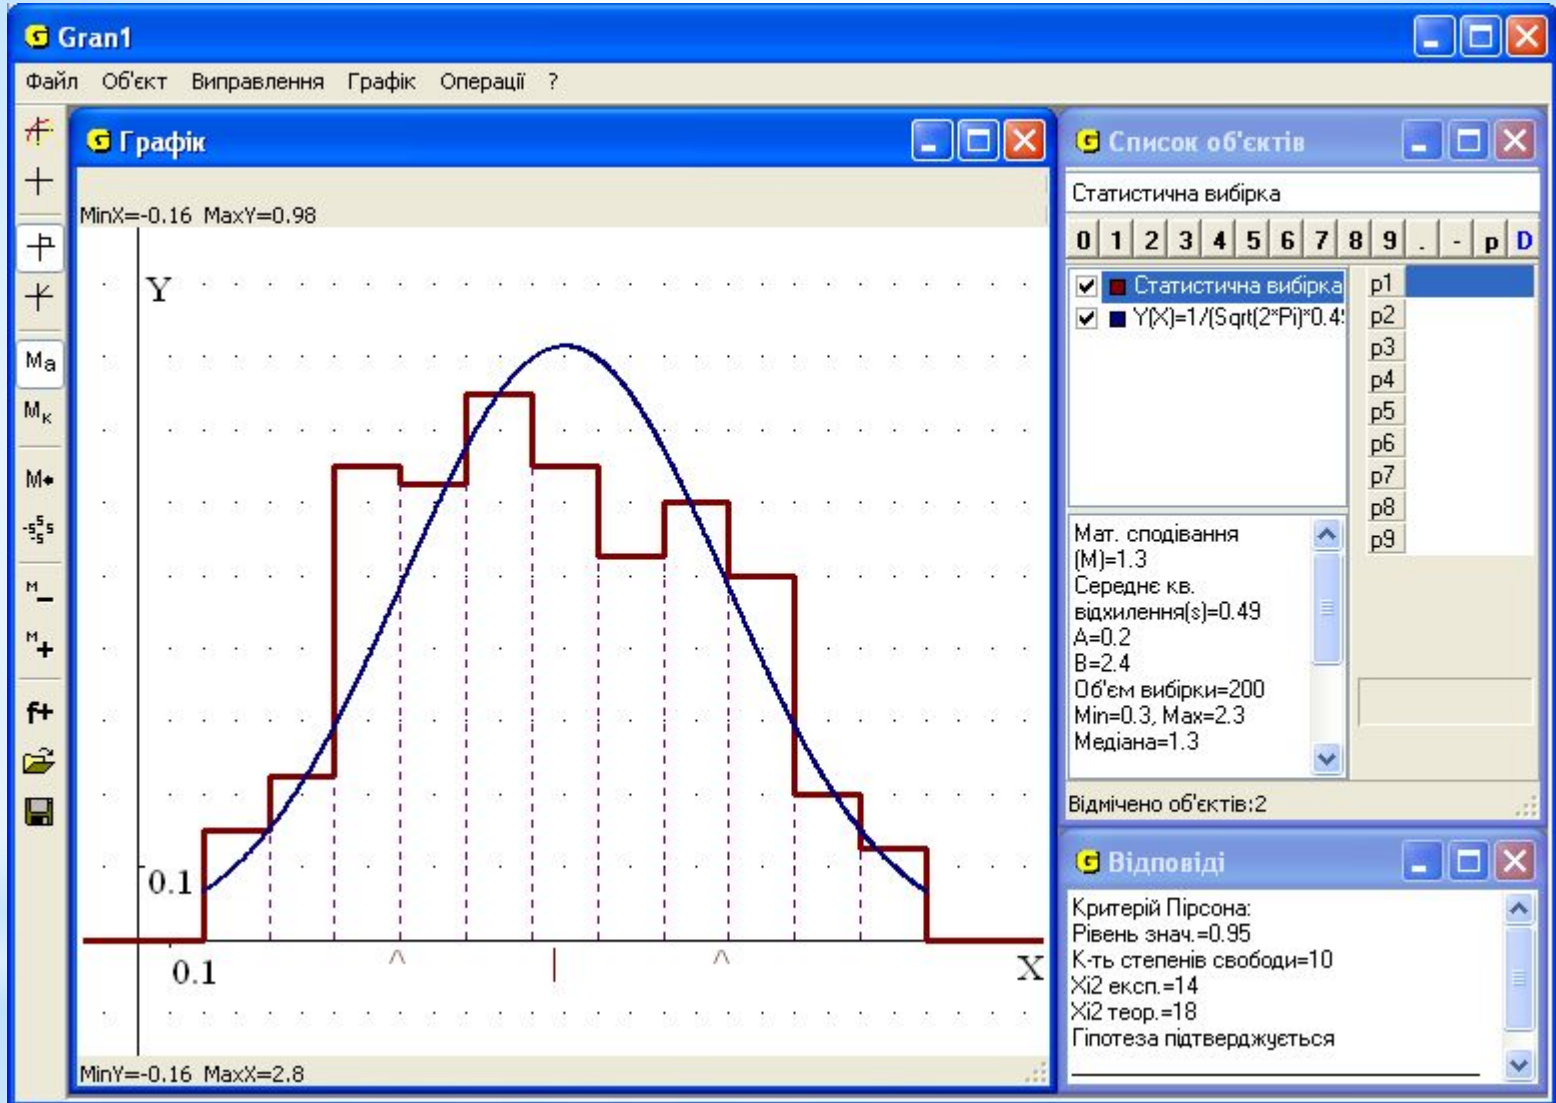 Gran1
Файл Об'єкт Виправлення Графік Операції ?
Графік
MinX=-0.16 MaxY=0.98
Y
0.1
0.1
X
MinY=-0.16 MaxX=2.8
Ma
Mк
M
-s s s s
M
M+
f+
Список об'єктів
Статистична вибірка
0 1 2 3 4 5 6 7 8 9 . - p D
Статистична вибірка
Y(X)=1/(Sqrt(2*Pi)*0.4
p1
p2
p3
p4
p5
p6
p7
p8
p9
Мат. сподівання
(M)=1.3
Середнє кв.
відхилення(s)=0.49
A=0.2
B=2.4
Об'єм вибірки=200
Min=0.3, Max=2.3
Медіана=1.3
Відмічено об'єктів:2
Відповіді
Критерій Пірсона:
Рівень знач.=0.95
К-ть степенів свободи=10
Xi2 експ.=14
Xi2 теор.=18
Гіпотеза підтверджується